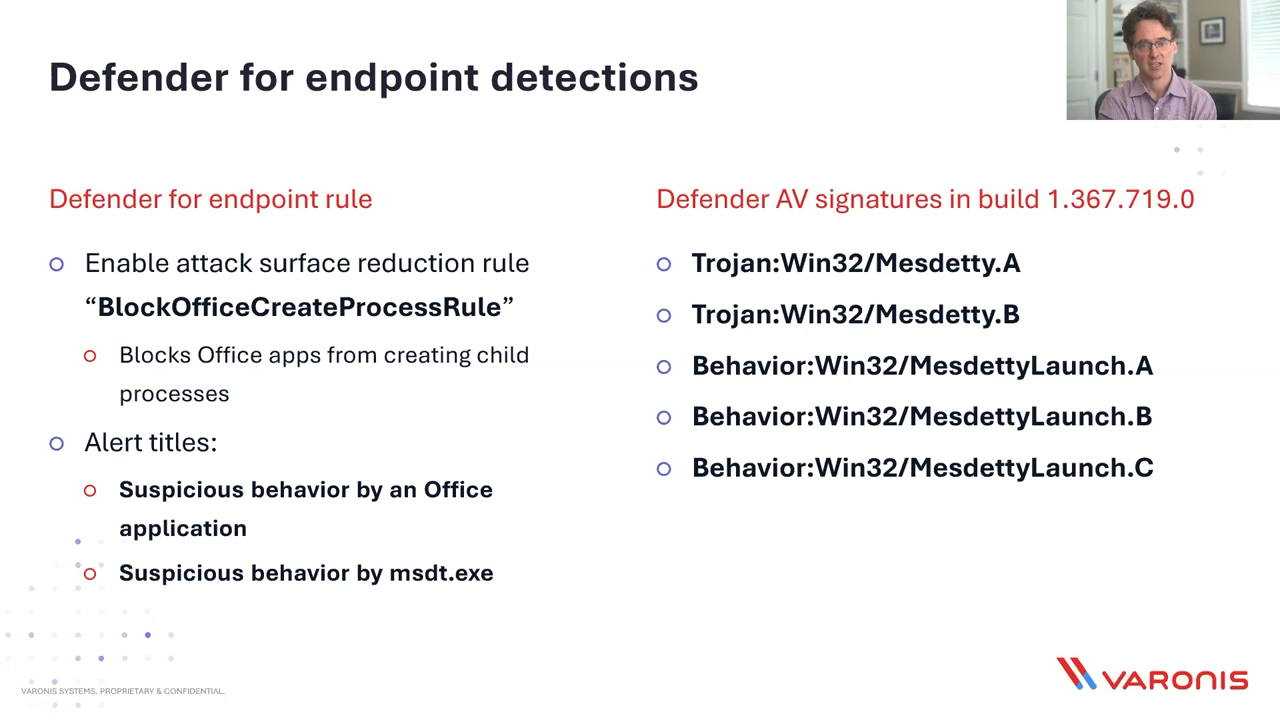 Defender for endpoint detections
Defender for endpoint rule
Enable attack surface reduction rule
“BlockOfficeCreateProcessRule”
Blocks Office apps from creating child
processes
Alert titles:
Suspicious behavior by an Office
application
Suspicious behavior by msdt.exe
Defender AV signatures in build 1.367.719.0
Trojan:Win32/Mesdetty.A
Trojan:Win32/Mesdetty.B
Behavior:Win32/MesdettyLaunch.A
Behavior:Win32/MesdettyLaunch.B
Behavior:Win32/MesdettyLaunch.C
VARONIS SYSTEMS. PROPRIETARY & CONFIDENTIAL.
VARONIS